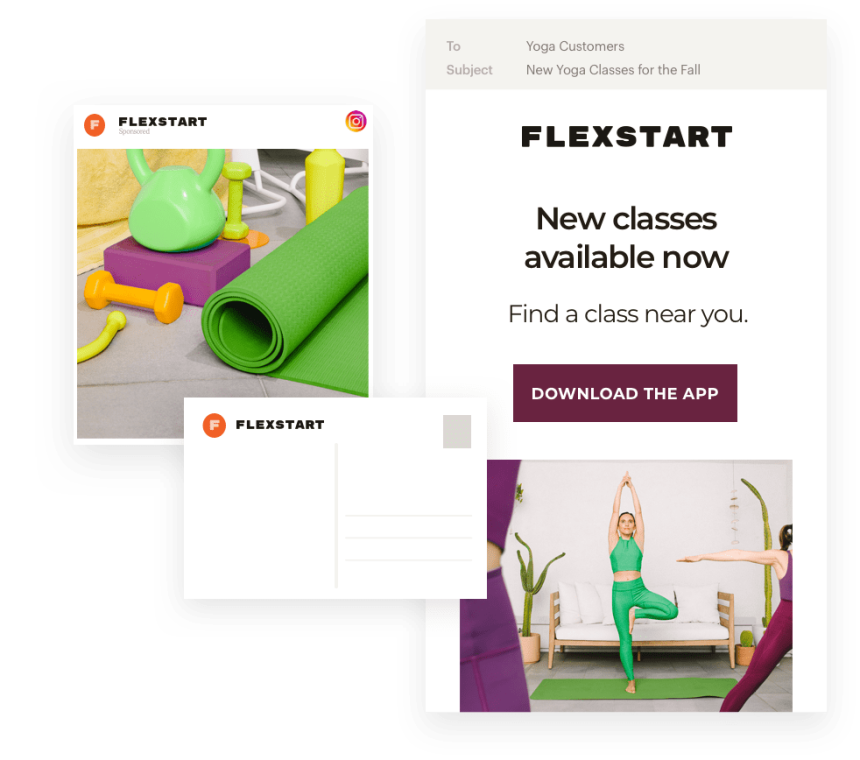 F FLEXSTART
Sponsored
To Yoga Customers
Subject New Yoga Classes for the Fall
FLEXSTART
New classes
available now
Find a class near you.
DOWNLOAD THE APP
F FLEXSTART